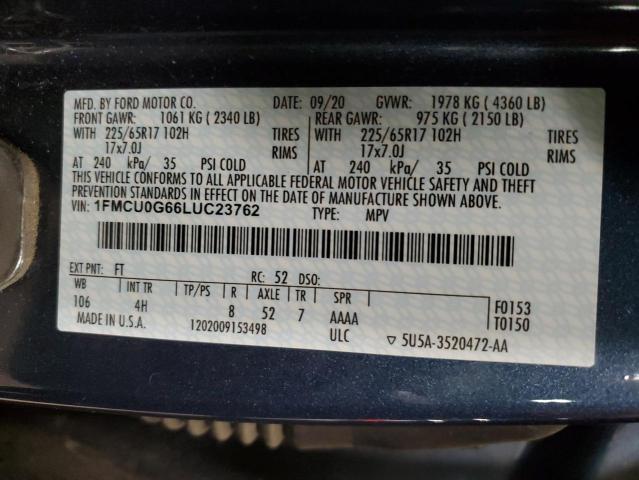 MFD. BY FORD MOTOR CO. DATE: 09/20 GVWR: 1978 KG ( 4360 LB)
FRONT GAWR: 1061 KG ( 2340 LB) REAR GAWR: 975 KG ( 2150 LB)
WITH 225/65R17 102H TIRES WITH 225/65R17 102H TIRES
17x7.0J RIMS 17x7.0J RIMS
AT 240 kPa/ 35 PSI COLD AT 240 kPa/ 35 PSI COLD
THIS VEHICLE CONFORMS TO ALL APPLICABLE FEDERAL MOTOR VEHICLE SAFETY AND THEFT
PREVENTION STANDARDS IN EFFECT ON THE DATE OF MANUFACTURE SHOWN ABOVE.
VIN: 1FMCU0G66LUC23762 TYPE: MPV
EXT PNT: FT RC: 52 DSO:
WB INT TR TP/PS R AXLE TR SPR F0153
106 4H 8 52 7 AAAA T0150
MADE IN U.S.A. 1202009153498 ULC ▽ 5U5A-3520472-AA